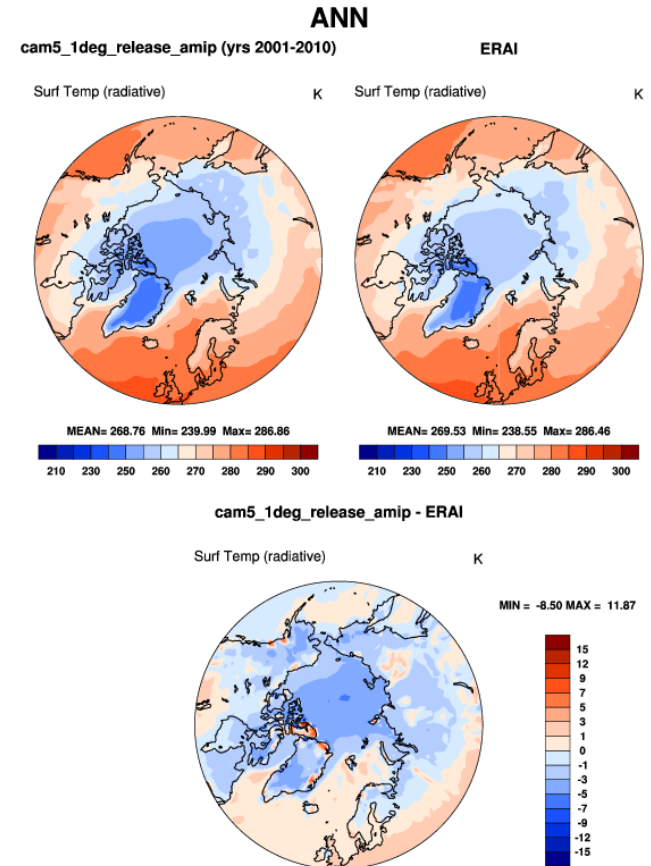 ANN
cam5_1deg_release_amip (yrs 2001-2010)
ERAI
Surf Temp (radiative)
K
Surf Temp (radiative)
K
MEAN= 268.76 Min= 239.99 Max= 286.86
MEAN= 269.53 Min= 238.55 Max= 286.46
210 230 250 260 270 280 290 300
210 230 250 260 270 280 290 300
cam5_1deg_release_amip - ERAI
Surf Temp (radiative)
K
MIN = -8.50 MAX = 11.87
15
12
9
7
5
3
1
0
-1
-3
-5
-7
-9
-12
-15